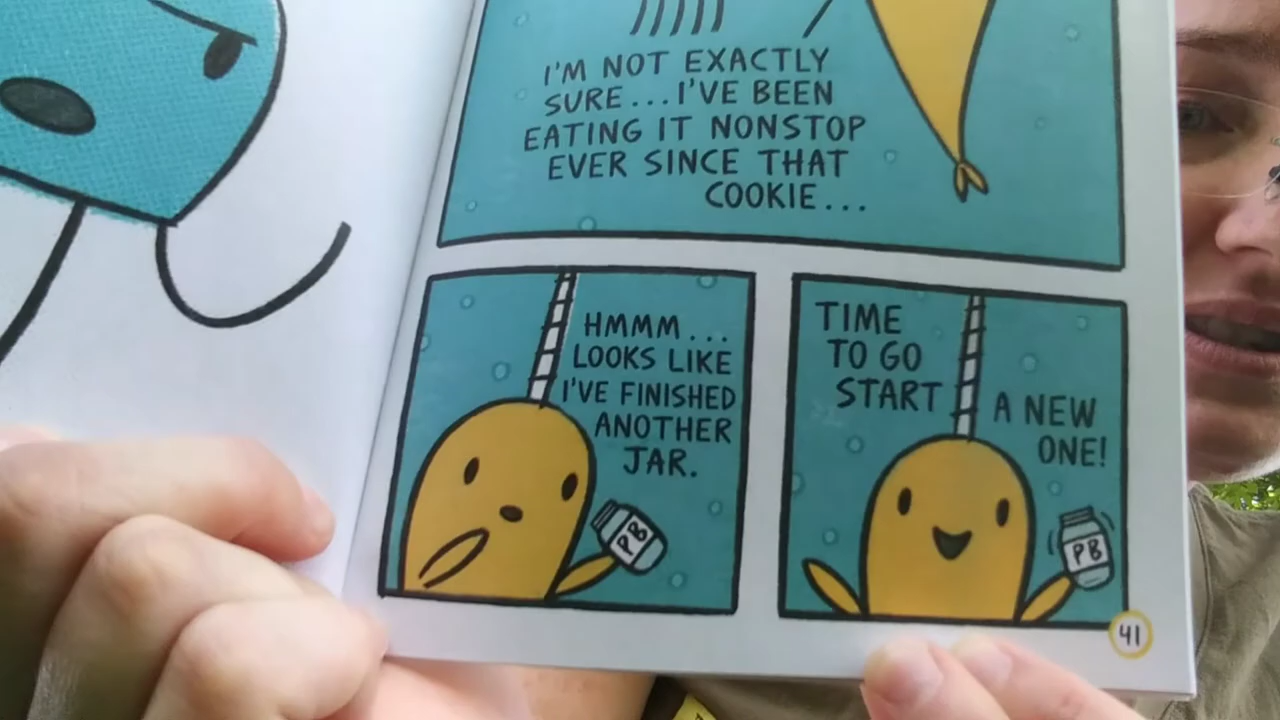 I'M NOT EXACTLY
SURE...I'VE BEEN
EATING IT NONSTOP
EVER SINCE THAT
COOKIE...
HMMM...
LOOKS LIKE
I'VE FINISHED
ANOTHER
JAR.
PB
TIME
TO GO
START
A NEW
ONE!
PB
41